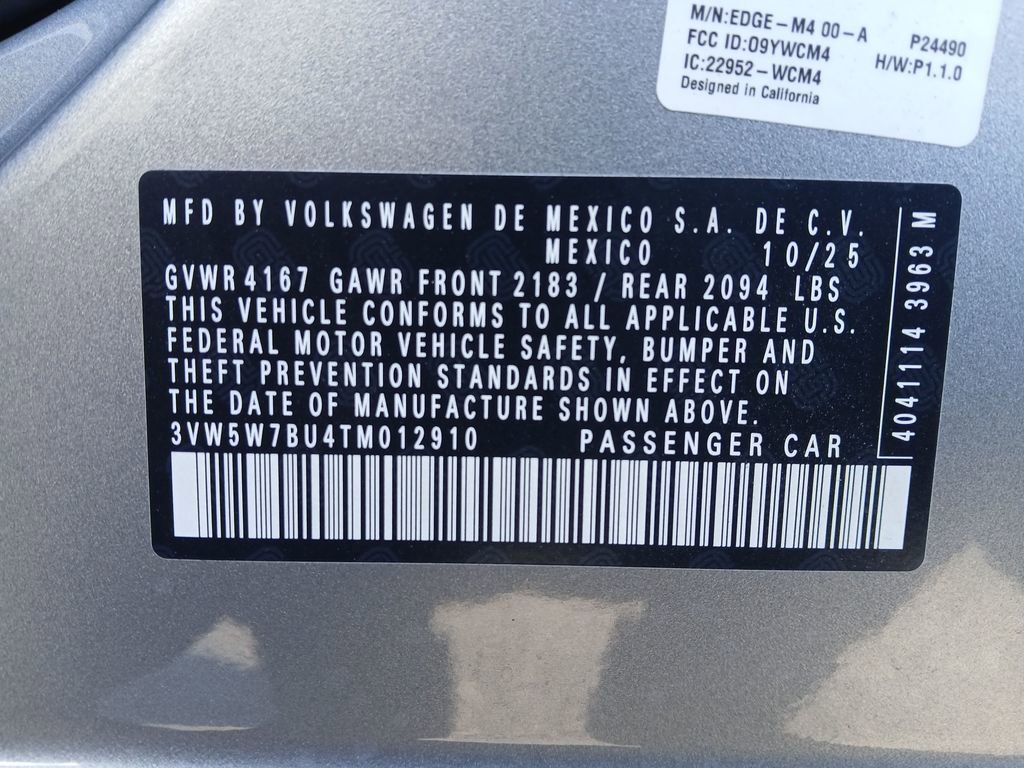 M/N:EDGE-M4 00-A P24490
FCC ID:O9YWCM4 H/W:P1.1.0
IC:22952-WCM4
Designed in California
MFD BY VOLKSWAGEN DE MEXICO S.A. DE C.V.
MEXICO 10/25
GVWR 4167 GAWR FRONT 2183 / REAR 2094 LBS
THIS VEHICLE CONFORMS TO ALL APPLICABLE U.S.
FEDERAL MOTOR VEHICLE SAFETY, BUMPER AND
THEFT PREVENTION STANDARDS IN EFFECT ON
THE DATE OF MANUFACTURE SHOWN ABOVE.
3VW5W7BU4TM012910 PASSENGER CAR
4041114 3963 M